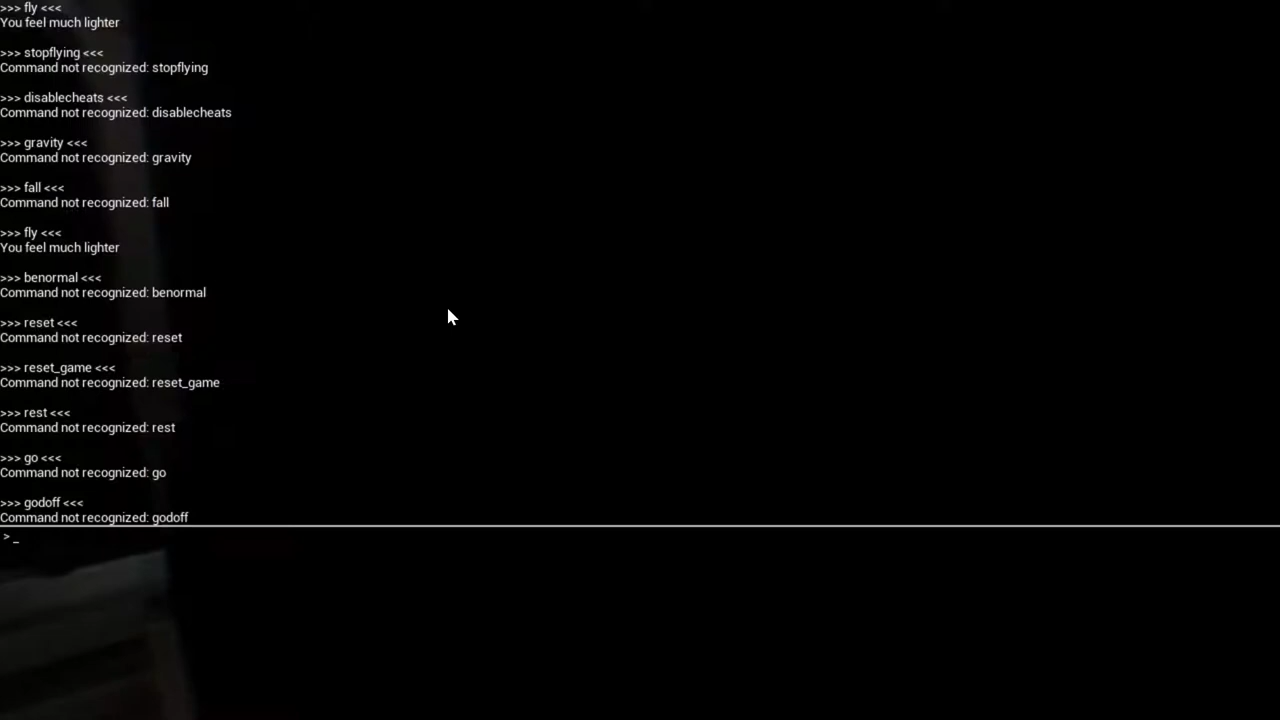 >>> fly <<<
You feel much lighter
>>> stopflying <<<
Command not recognized: stopflying
>>> disablecheats <<<
Command not recognized: disablecheats
>>> gravity <<<
Command not recognized: gravity
>>> fall <<<
Command not recognized: fall
>>> fly <<<
You feel much lighter
>>> benormal <<<
Command not recognized: benormal
>>> reset <<<
Command not recognized: reset
>>> reset_game <<<
Command not recognized: reset_game
>>> rest <<<
Command not recognized: rest
>>> go <<<
Command not recognized: go
>>> godoff <<<
Command not recognized: godoff
> _